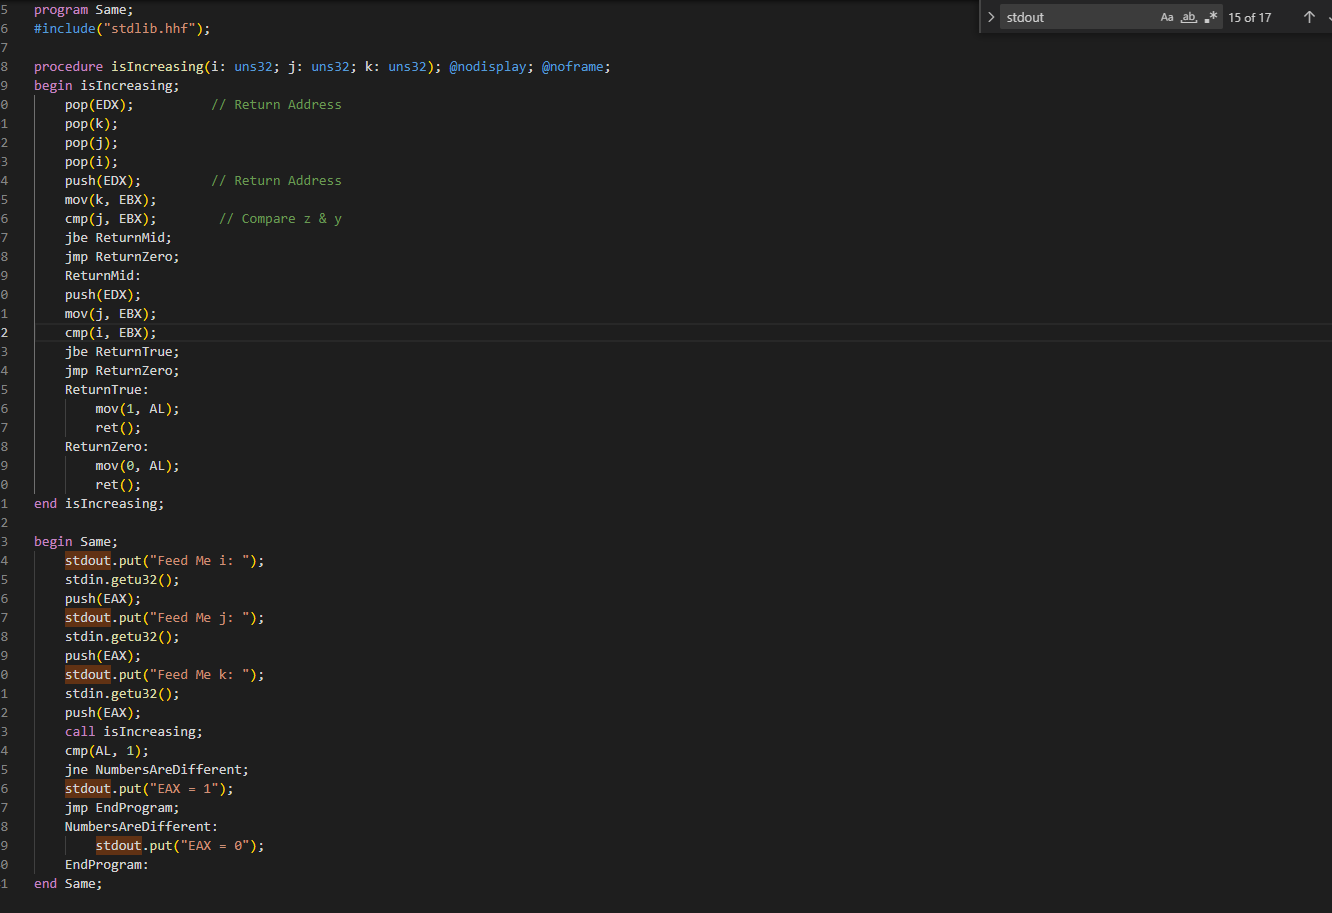 stdout Aa ab .* 15 of 17
5 program Same;
6 #include("stdlib.hhf");
7
8 procedure isIncreasing(i: uns32; j: uns32; k: uns32); @nodisplay; @noframe;
9 begin isIncreasing;
0 pop(EDX); // Return Address
1 pop(k);
2 pop(j);
3 pop(i);
4 push(EDX); // Return Address
5 mov(k, EBX);
6 cmp(j, EBX); // Compare z & y
7 jbe ReturnMid;
8 jmp ReturnZero;
9 ReturnMid:
0 push(EDX);
1 mov(j, EBX);
2 cmp(i, EBX);
3 jbe ReturnTrue;
4 jmp ReturnZero;
5 ReturnTrue:
6 mov(1, AL);
7 ret();
8 ReturnZero:
9 mov(0, AL);
0 ret();
1 end isIncreasing;
2
3 begin Same;
4 stdout.put("Feed Me i: ");
5 stdin.getu32();
6 push(EAX);
7 stdout.put("Feed Me j: ");
8 stdin.getu32();
9 push(EAX);
0 stdout.put("Feed Me k: ");
1 stdin.getu32();
2 push(EAX);
3 call isIncreasing;
4 cmp(AL, 1);
5 jne NumbersAreDifferent;
6 stdout.put("EAX = 1");
7 jmp EndProgram;
8 NumbersAreDifferent:
9 stdout.put("EAX = 0");
0 EndProgram:
1 end Same;